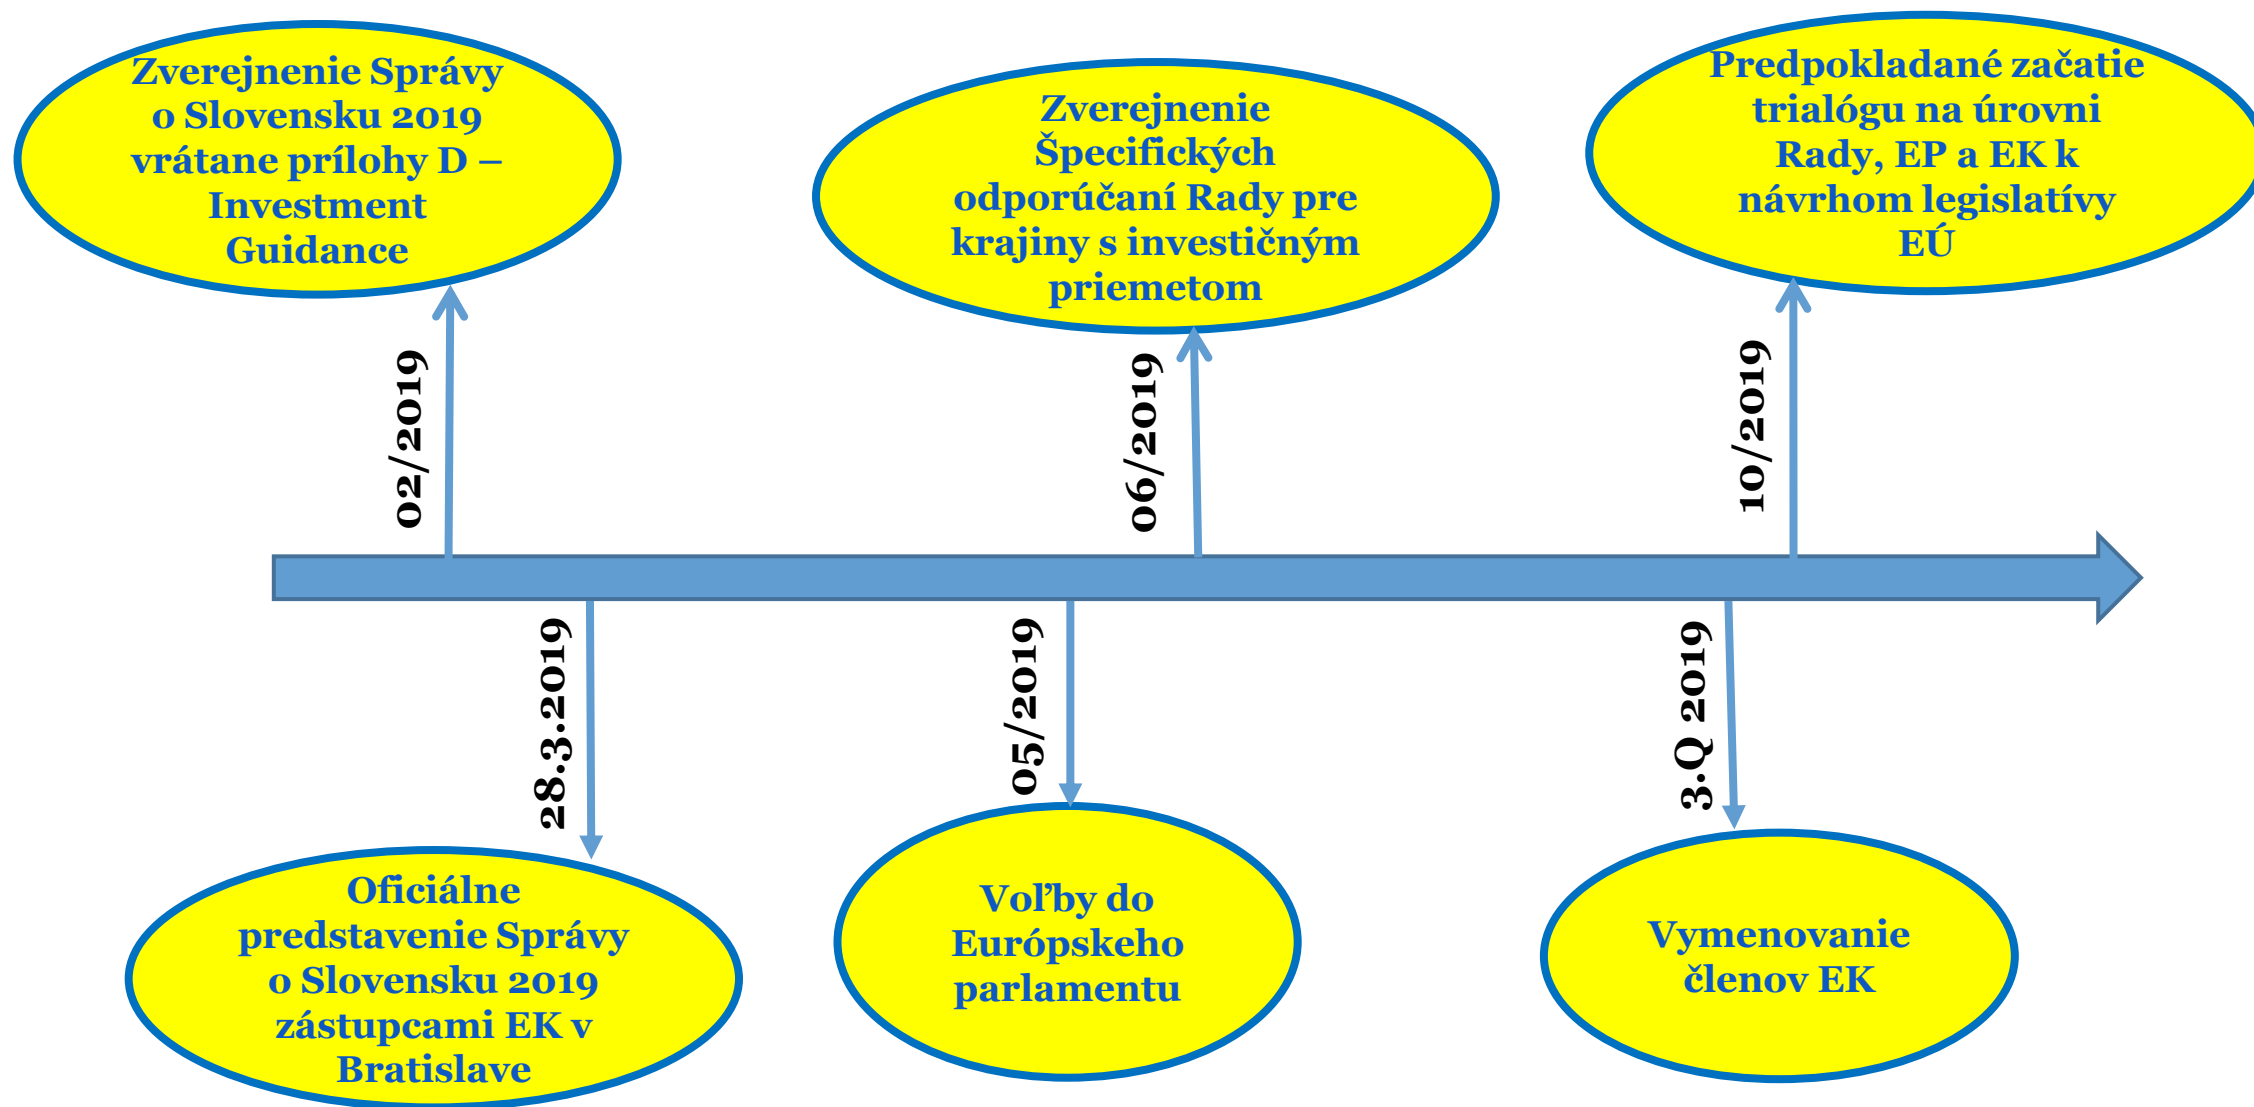 Zverejnenie Správy
o Slovensku 2019
vrátane prílohy D –
Investment
Guidance
Zverejnenie
Špecifických
odporúčaní Rady pre
krajiny s investičným
priemetom
Predpokladané začatie
trialógu na úrovni
Rady, EP a EK k
návrhom legislatívy
EÚ
02/2019
06/2019
10/2019
28.3.2019
05/2019
3.Q 2019
Oficiálne
predstavenie Správy
o Slovensku 2019
zástupcami EK v
Bratislave
Voľby do
Európskeho
parlamentu
Vymenovanie
členov EK